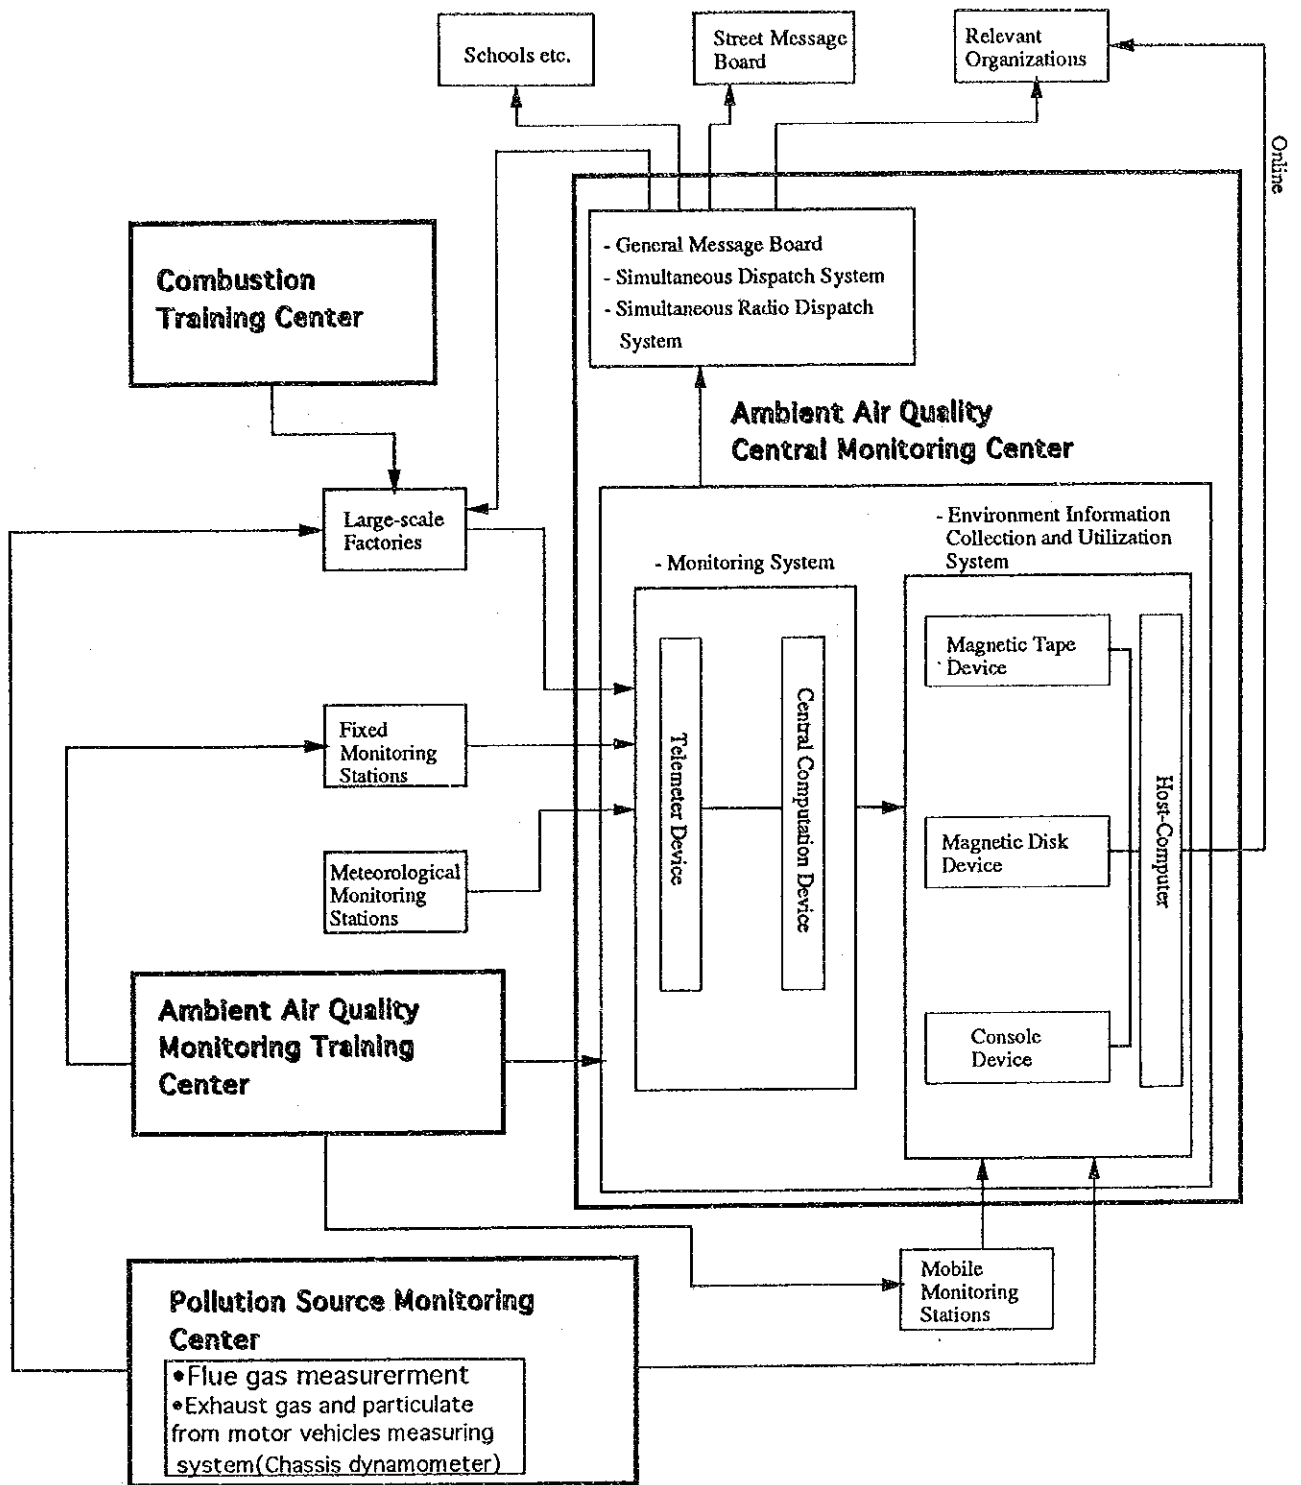 Schools etc.
Street Message
Board
Relevant
Organizations
Online
- General Message Board
- Simultaneous Dispatch System
- Simultaneous Radio Dispatch
System
Combustion
Training Center
Ambient Air Quality
Central Monitoring Center
Large-scale
Factories
- Environment Information
Collection and Utilization
System
- Monitoring System
Magnetic Tape
Device
Telemeter Device
Central Computation Device
Host-Computer
Fixed
Monitoring
Stations
Magnetic Disk
Device
Meteorological
Monitoring
Stations
Ambient Air Quality
Monitoring Training
Center
Console
Device
Mobile
Monitoring
Stations
Pollution Source Monitoring
Center
•Flue gas measurerment
•Exhaust gas and particulate
from motor vehicles measuring
system(Chassis dynamometer)